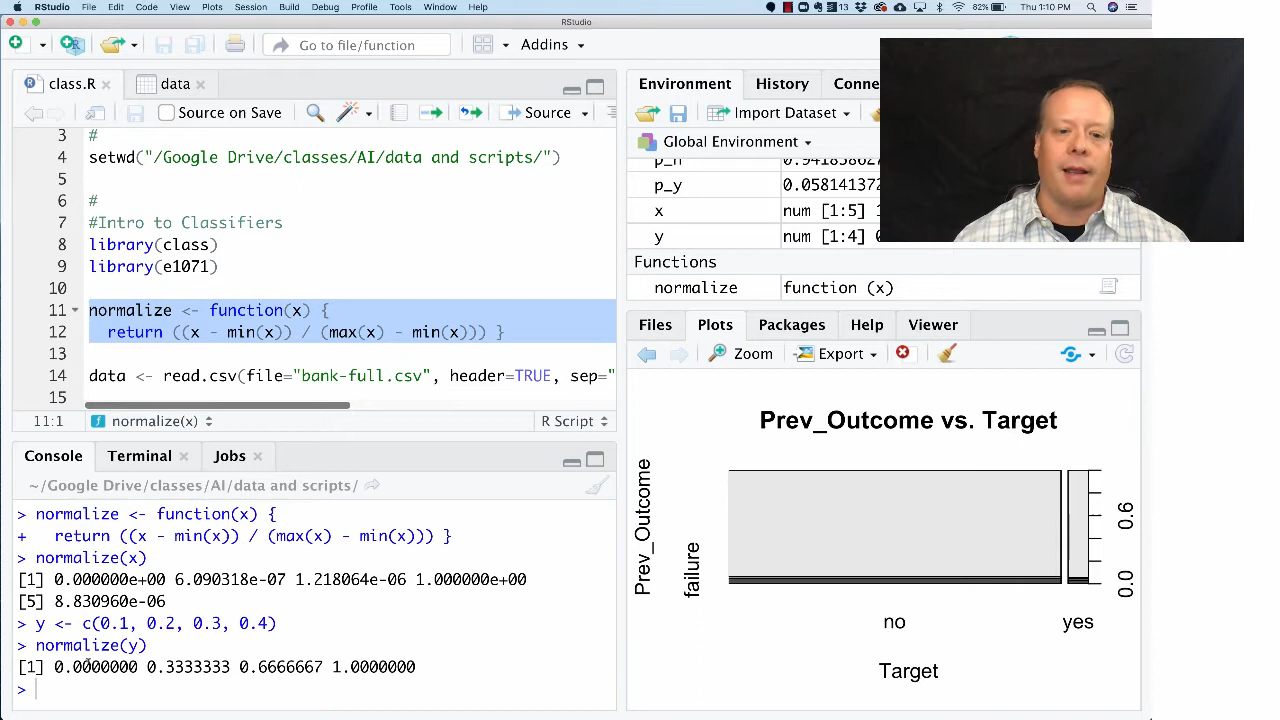 RStudio File Edit Code View Plots Session Build Debug Profile Tools Window Help 13 82% Thu 1:10 PM
RStudio
Go to file/function Addins
class.R data
Source on Save Source
3 #
4 setwd("/Google Drive/classes/AI/data and scripts/")
5
6 #
7 #Intro to Classifiers
8 library(class)
9 library(e1071)
10
11 normalize <- function(x) {
12 return ((x - min(x)) / (max(x) - min(x))) }
13
14 data <- read.csv(file="bank-full.csv", header=TRUE, sep="
15
11:1 normalize(x) R Script
Console Terminal Jobs
~/Google Drive/classes/AI/data and scripts/
> normalize <- function(x) {
+ return ((x - min(x)) / (max(x) - min(x))) }
> normalize(x)
[1] 0.000000e+00 6.090318e-07 1.218064e-06 1.000000e+00
[5] 8.830960e-06
> y <- c(0.1, 0.2, 0.3, 0.4)
> normalize(y)
[1] 0.0000000 0.3333333 0.6666667 1.0000000
>
Environment History Conne
Import Dataset
Global Environment
p_y 0.058141372
x num [1:5] 1
y num [1:4] 0
Functions
normalize function (x)
Files Plots Packages Help Viewer
Zoom Export
Prev_Outcome vs. Target
Prev_Outcome
failure
0.6
0.0
no yes
Target